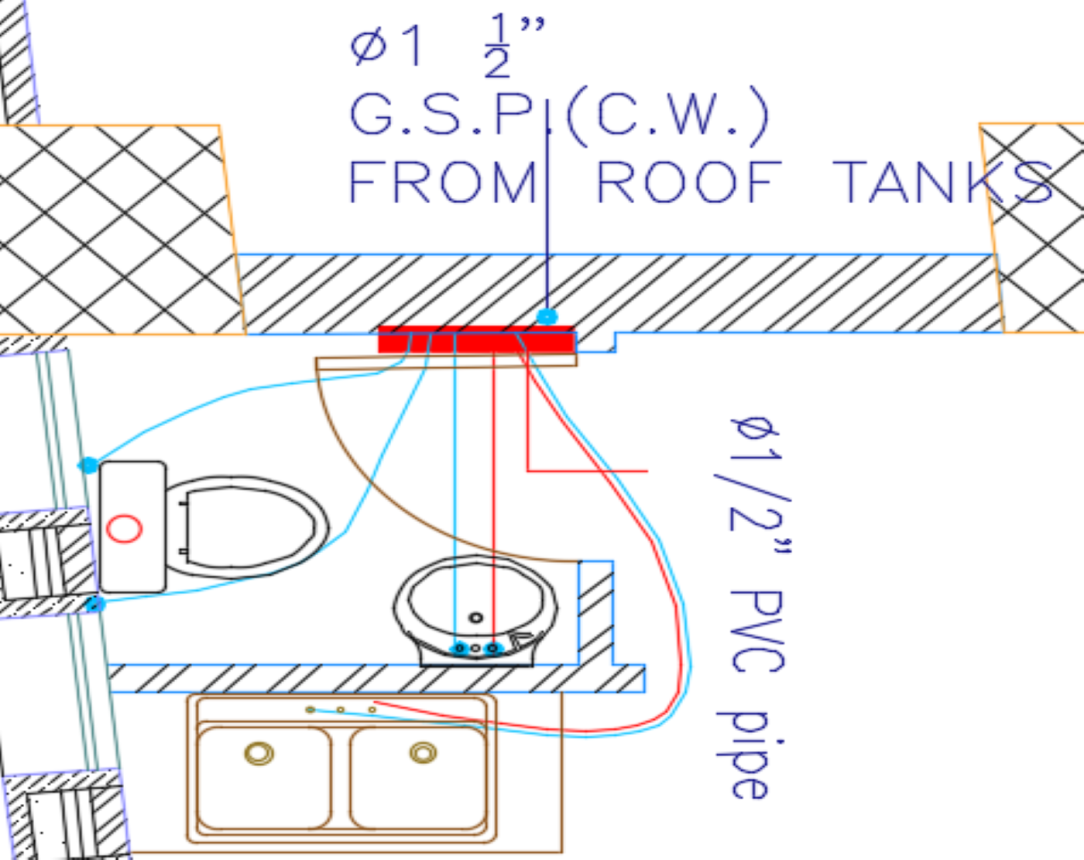 ø1 ½”
G.S.P.(C.W.)
FROM ROOF TANKS
ø1/2” PVC pipe